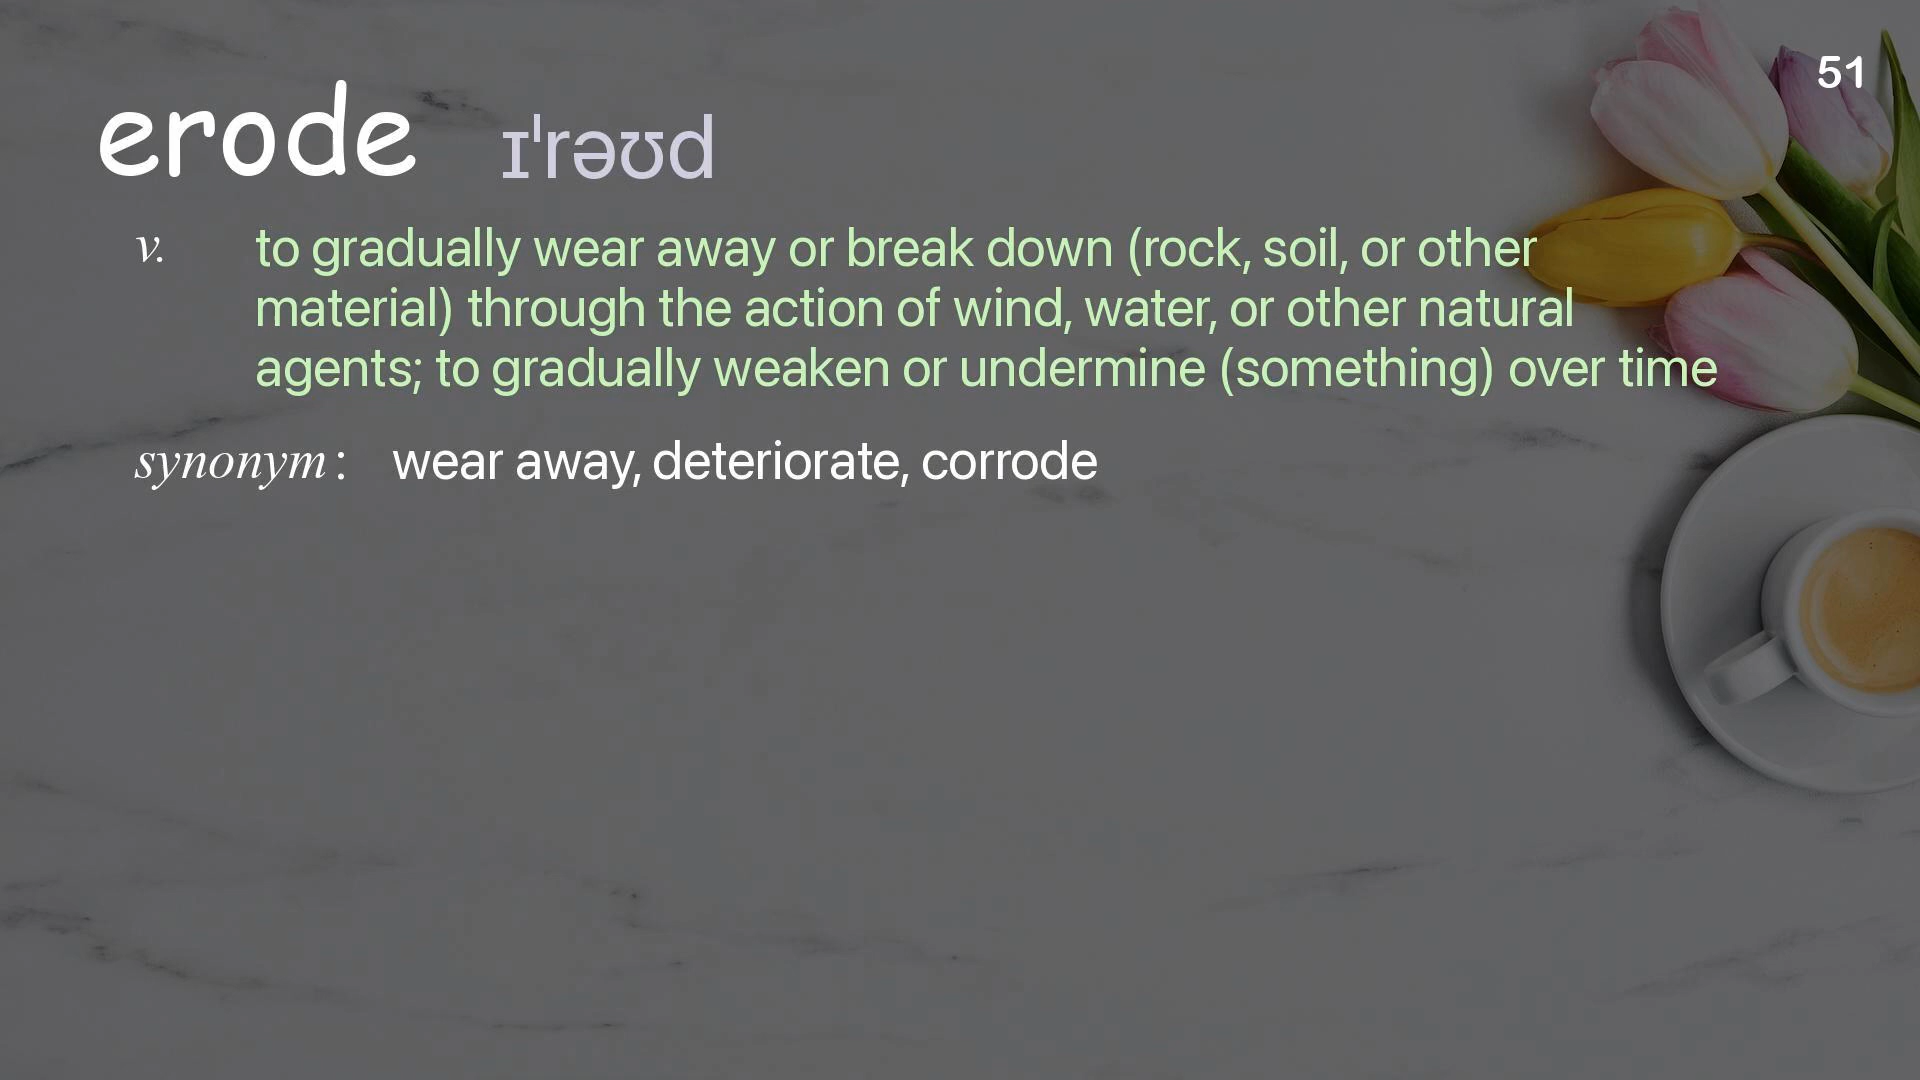 51
erode ɪˈrəʊd
v. to gradually wear away or break down (rock, soil, or other
material) through the action of wind, water, or other natural
agents; to gradually weaken or undermine (something) over time
synonym: wear away, deteriorate, corrode